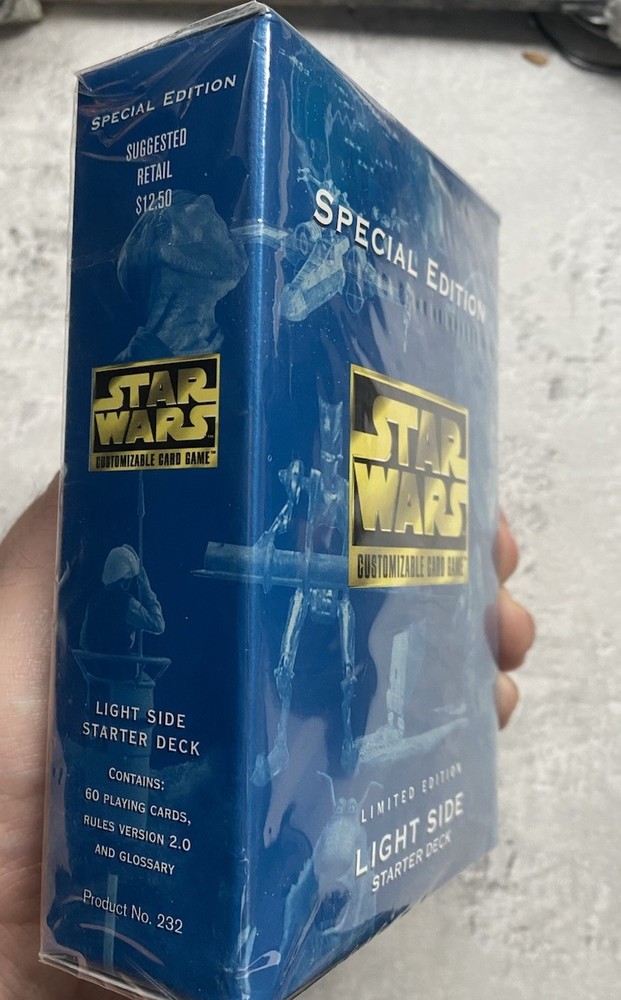 SPECIAL EDITION
SUGGESTED
RETAIL
$12.50
STAR
WARS
CUSTOMIZABLE CARD GAME™
LIGHT SIDE
STARTER DECK
CONTAINS:
60 PLAYING CARDS,
RULES VERSION 2.0
AND GLOSSARY
Product No. 232
SPECIAL EDITION
STAR
WARS
CUSTOMIZABLE CARD GAME™
LIMITED EDITION
LIGHT SIDE
STARTER DECK